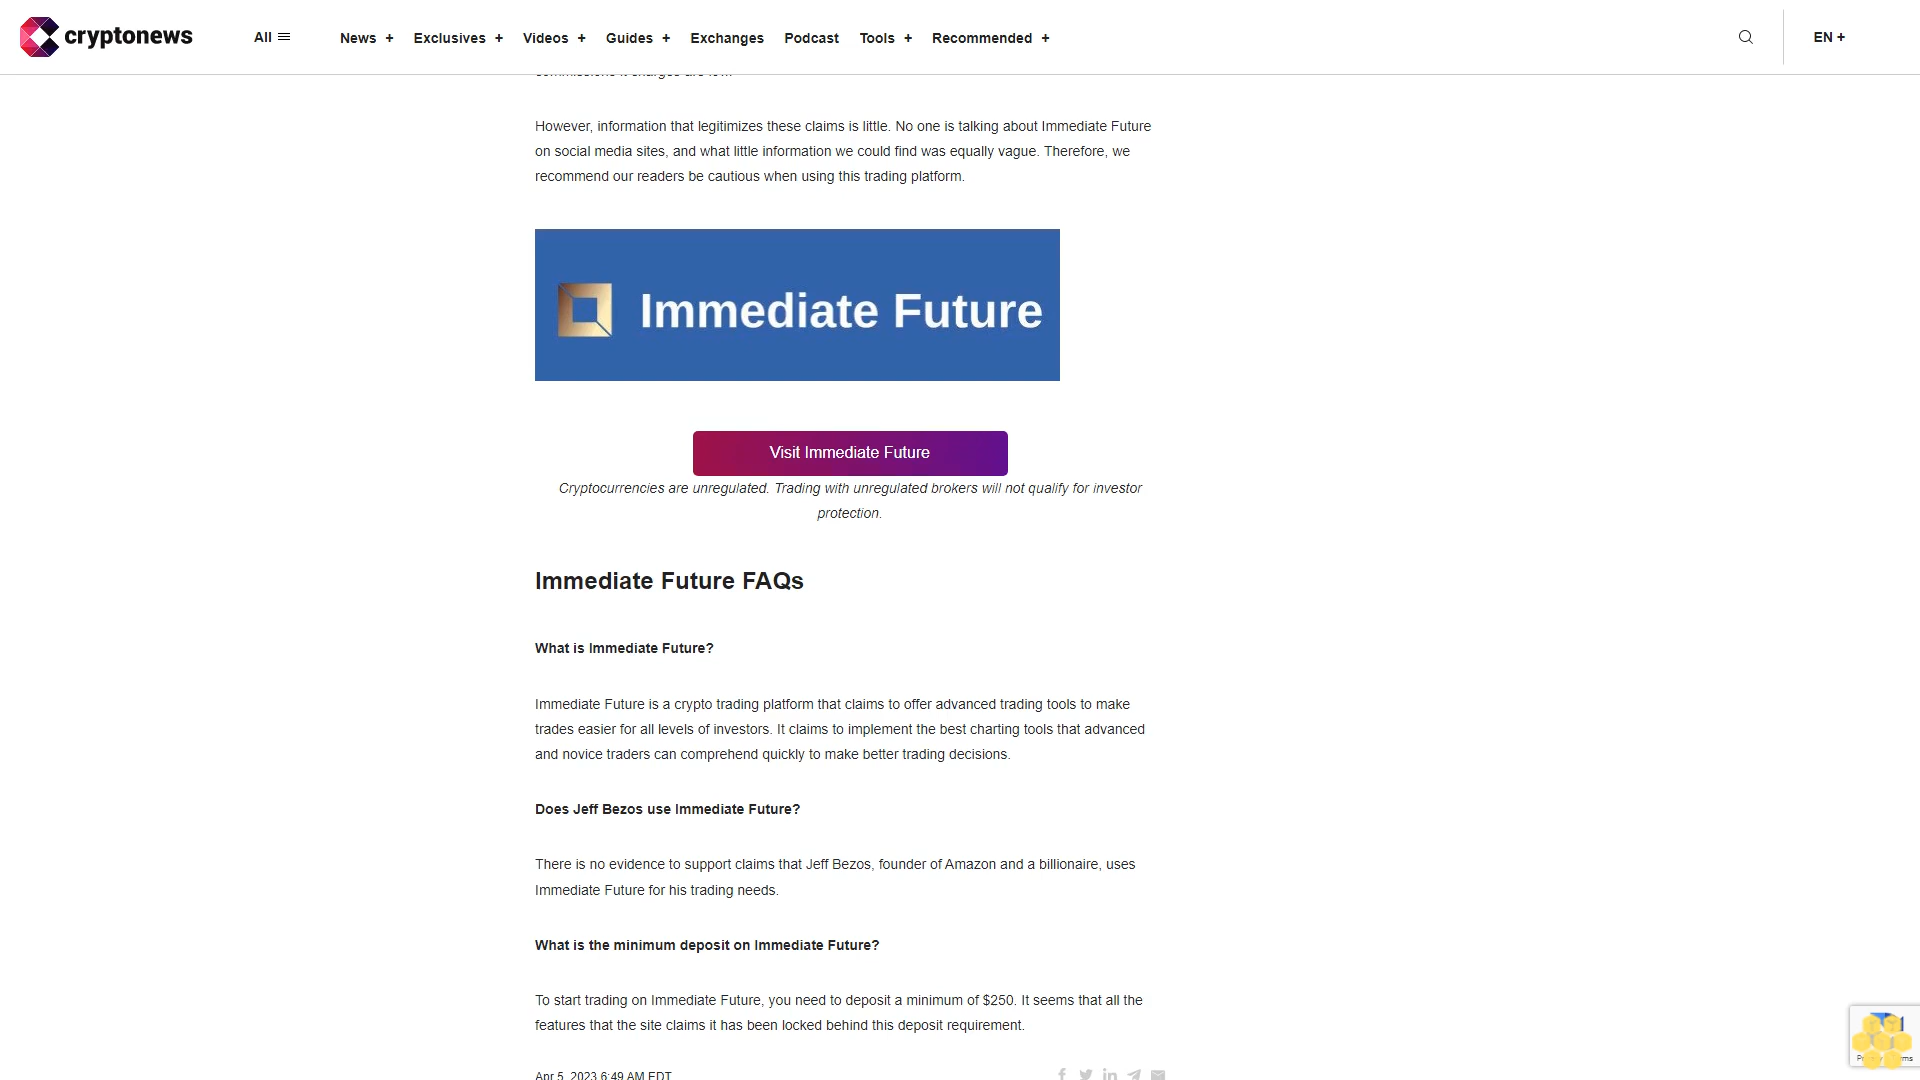 cryptonews
All
News +
Exclusives +
Videos +
Guides +
Exchanges
Podcast
Tools +
Recommended +
EN +
However, information that legitimizes these claims is little. No one is talking about Immediate Future
on social media sites, and what little information we could find was equally vague. Therefore, we
recommend our readers be cautious when using this trading platform.
Immediate Future
Visit Immediate Future
Cryptocurrencies are unregulated. Trading with unregulated brokers will not qualify for investor
protection.
Immediate Future FAQs
What is Immediate Future?
Immediate Future is a crypto trading platform that claims to offer advanced trading tools to make
trades easier for all levels of investors. It claims to implement the best charting tools that advanced
and novice traders can comprehend quickly to make better trading decisions.
Does Jeff Bezos use Immediate Future?
There is no evidence to support claims that Jeff Bezos, founder of Amazon and a billionaire, uses
Immediate Future for his trading needs.
What is the minimum deposit on Immediate Future?
To start trading on Immediate Future, you need to deposit a minimum of $250. It seems that all the
features that the site claims it has been locked behind this deposit requirement.
Apr 5, 2023 6:49 AM EDT